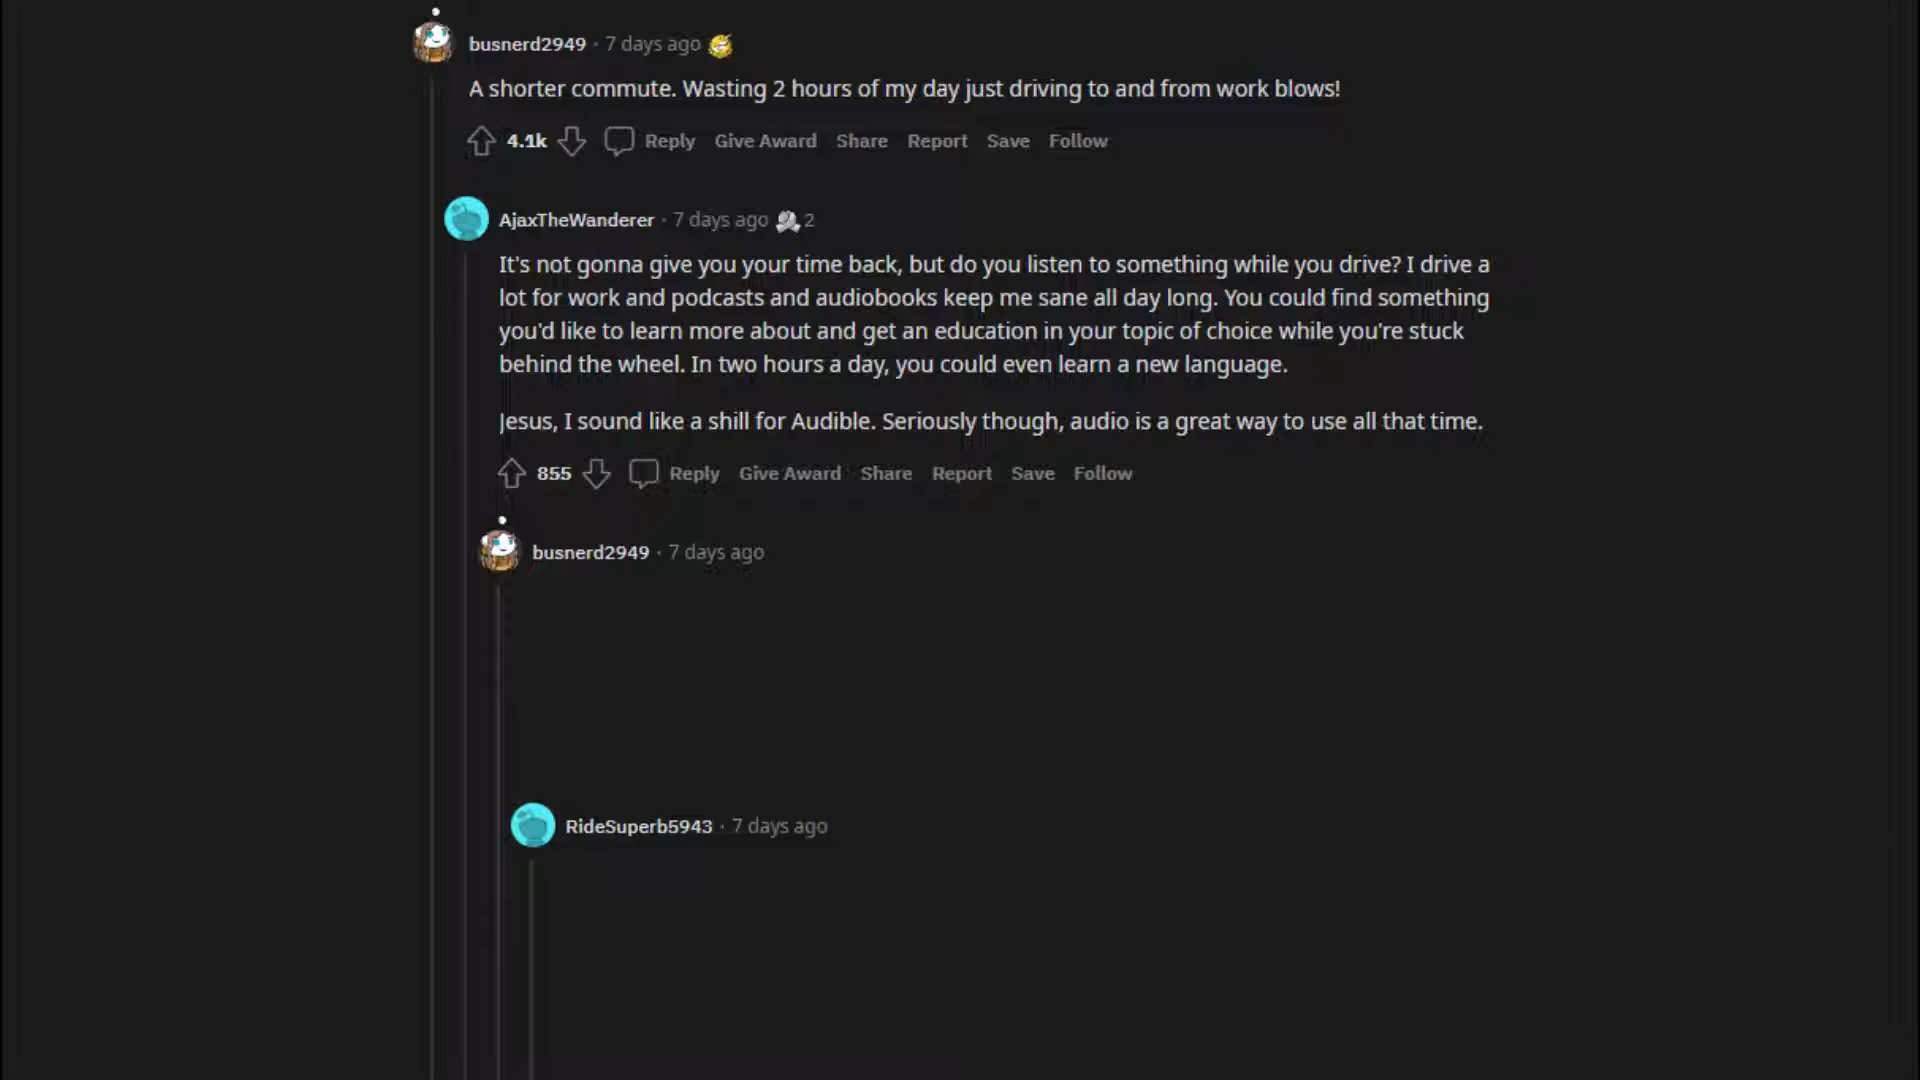 busnerd2949 · 7 days ago
A shorter commute. Wasting 2 hours of my day just driving to and from work blows!
4.1k Reply Give Award Share Report Save Follow
AjaxTheWanderer · 7 days ago 2
It's not gonna give you your time back, but do you listen to something while you drive? I drive a
lot for work and podcasts and audiobooks keep me sane all day long. You could find something
you'd like to learn more about and get an education in your topic of choice while you're stuck
behind the wheel. In two hours a day, you could even learn a new language.
Jesus, I sound like a shill for Audible. Seriously though, audio is a great way to use all that time.
855 Reply Give Award Share Report Save Follow
busnerd2949 · 7 days ago
RideSuperb5943 · 7 days ago